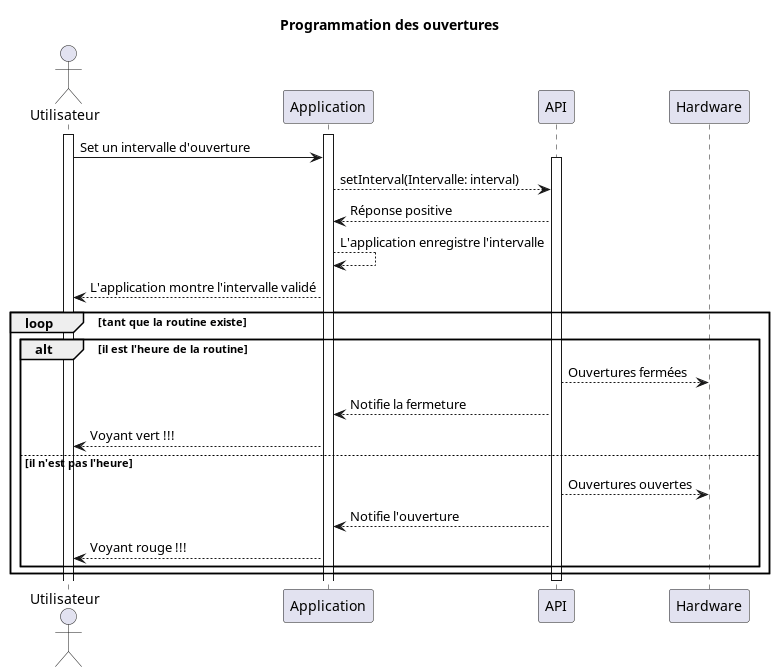 Programmation des ouvertures
Utilisateur
Application
API
Hardware
Set un intervalle d'ouverture
setInterval(Intervalle: interval)
Réponse positive
L'application enregistre l'intervalle
L'application montre l'intervalle validé
loop [tant que la routine existe]
alt [il est l'heure de la routine]
Ouvertures fermées
Notifie la fermeture
Voyant vert !!!
[il n'est pas l'heure]
Ouvertures ouvertes
Notifie l'ouverture
Voyant rouge !!!
Utilisateur
Application
API
Hardware